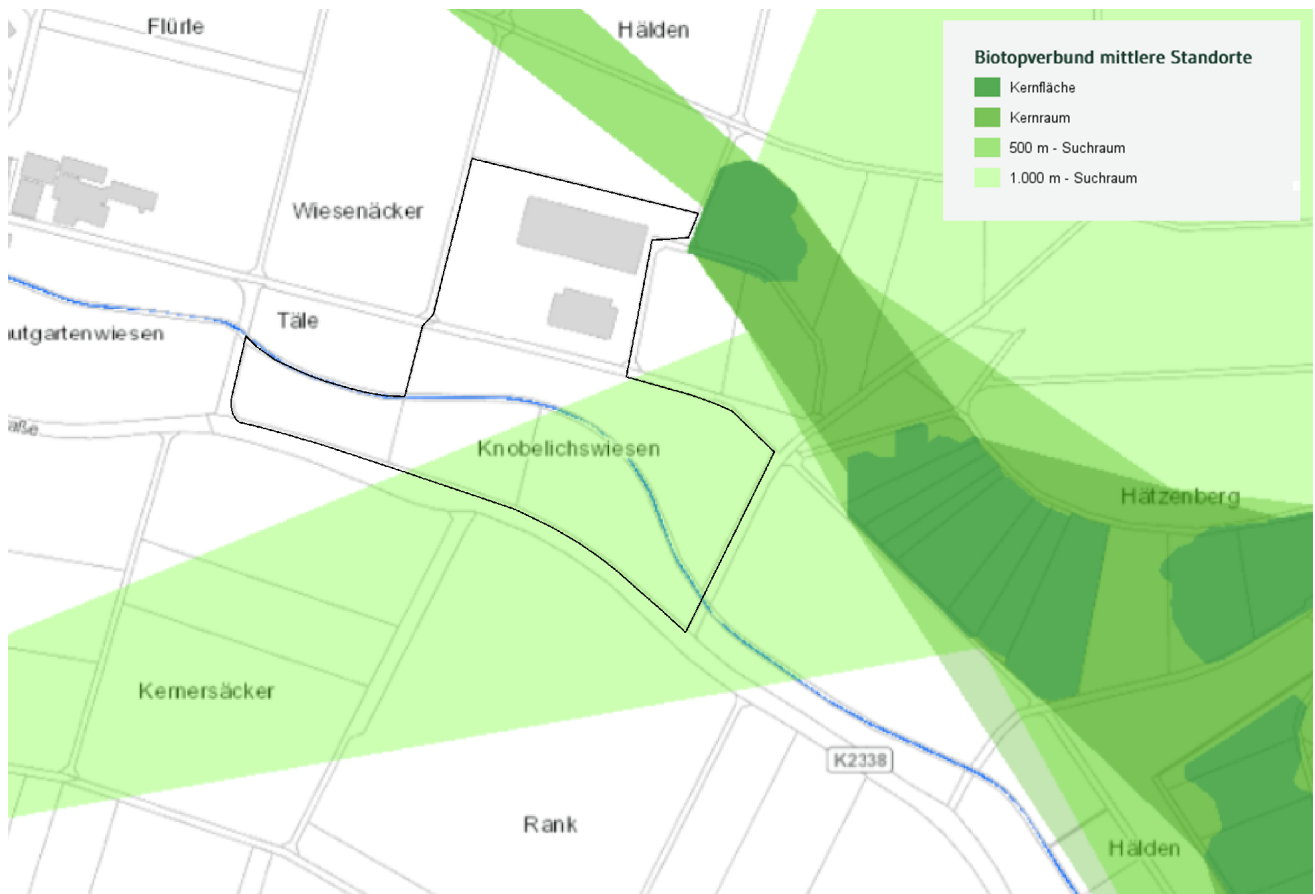 Flürle
Hälden
Biotopverbund mittlere Standorte
Kernfläche
Kernraum
500 m - Suchraum
1.000 m - Suchraum
Wiesenäcker
Täle
autgartenwiesen
aße
Knobelichswiesen
Hätzenberg
Kernersäcker
K2338
Rank
Hälden